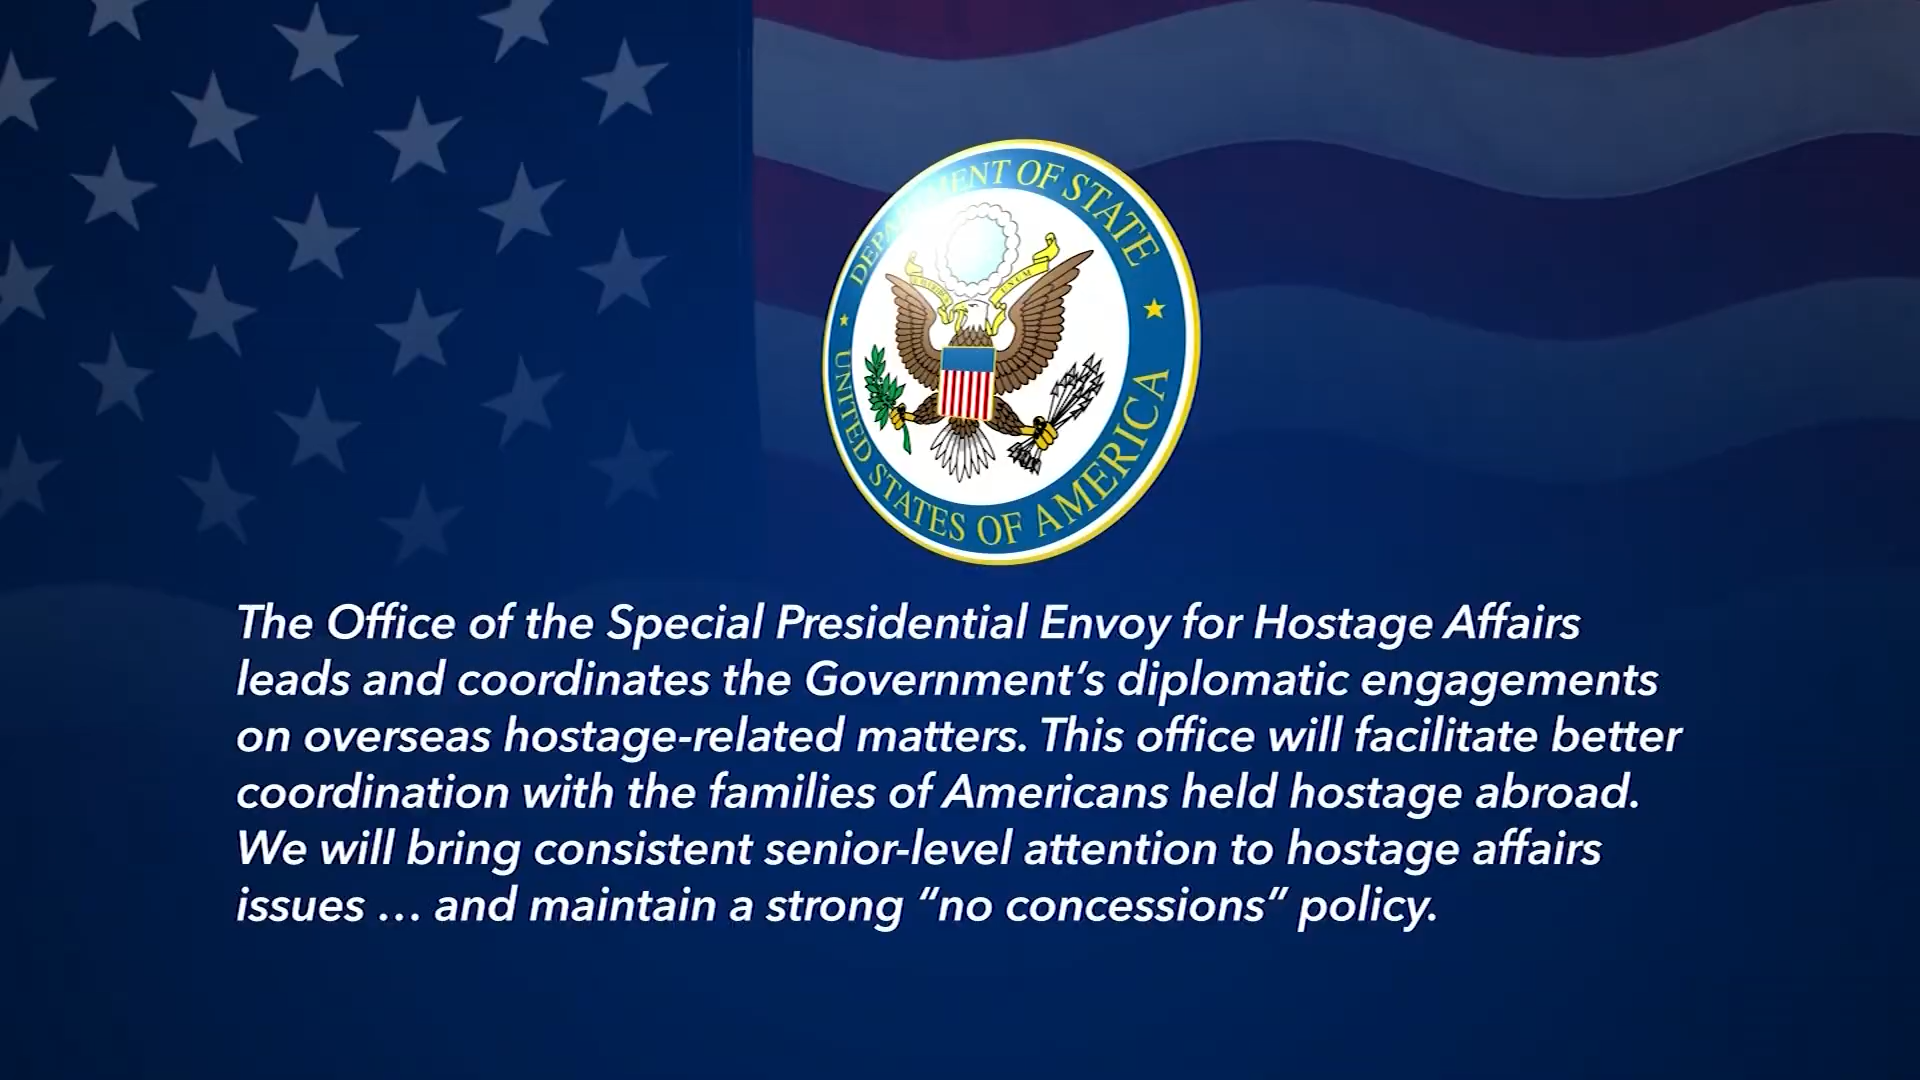 DEPARTMENT OF STATE
UNITED STATES OF AMERICA
The Office of the Special Presidential Envoy for Hostage Affairs
leads and coordinates the Government’s diplomatic engagements
on overseas hostage-related matters. This office will facilitate better
coordination with the families of Americans held hostage abroad.
We will bring consistent senior-level attention to hostage affairs
issues … and maintain a strong “no concessions” policy.